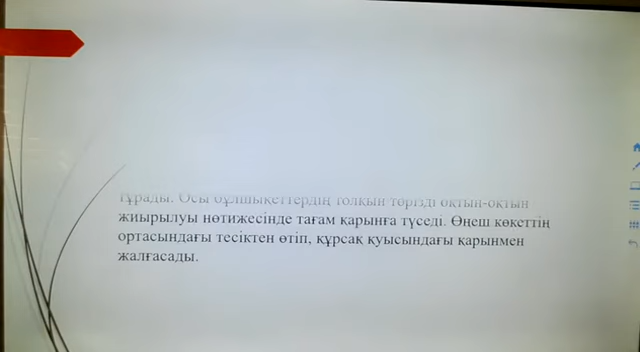 тұрады. Осы бұлшықеттердің толқын тәрізді оқтын-оқтын
жиырылуы нәтижесінде тағам қарынға түседі. Өңеш көкеттің
ортасындағы тесіктен өтіп, құрсақ қуысындағы қарынмен
жалғасады.